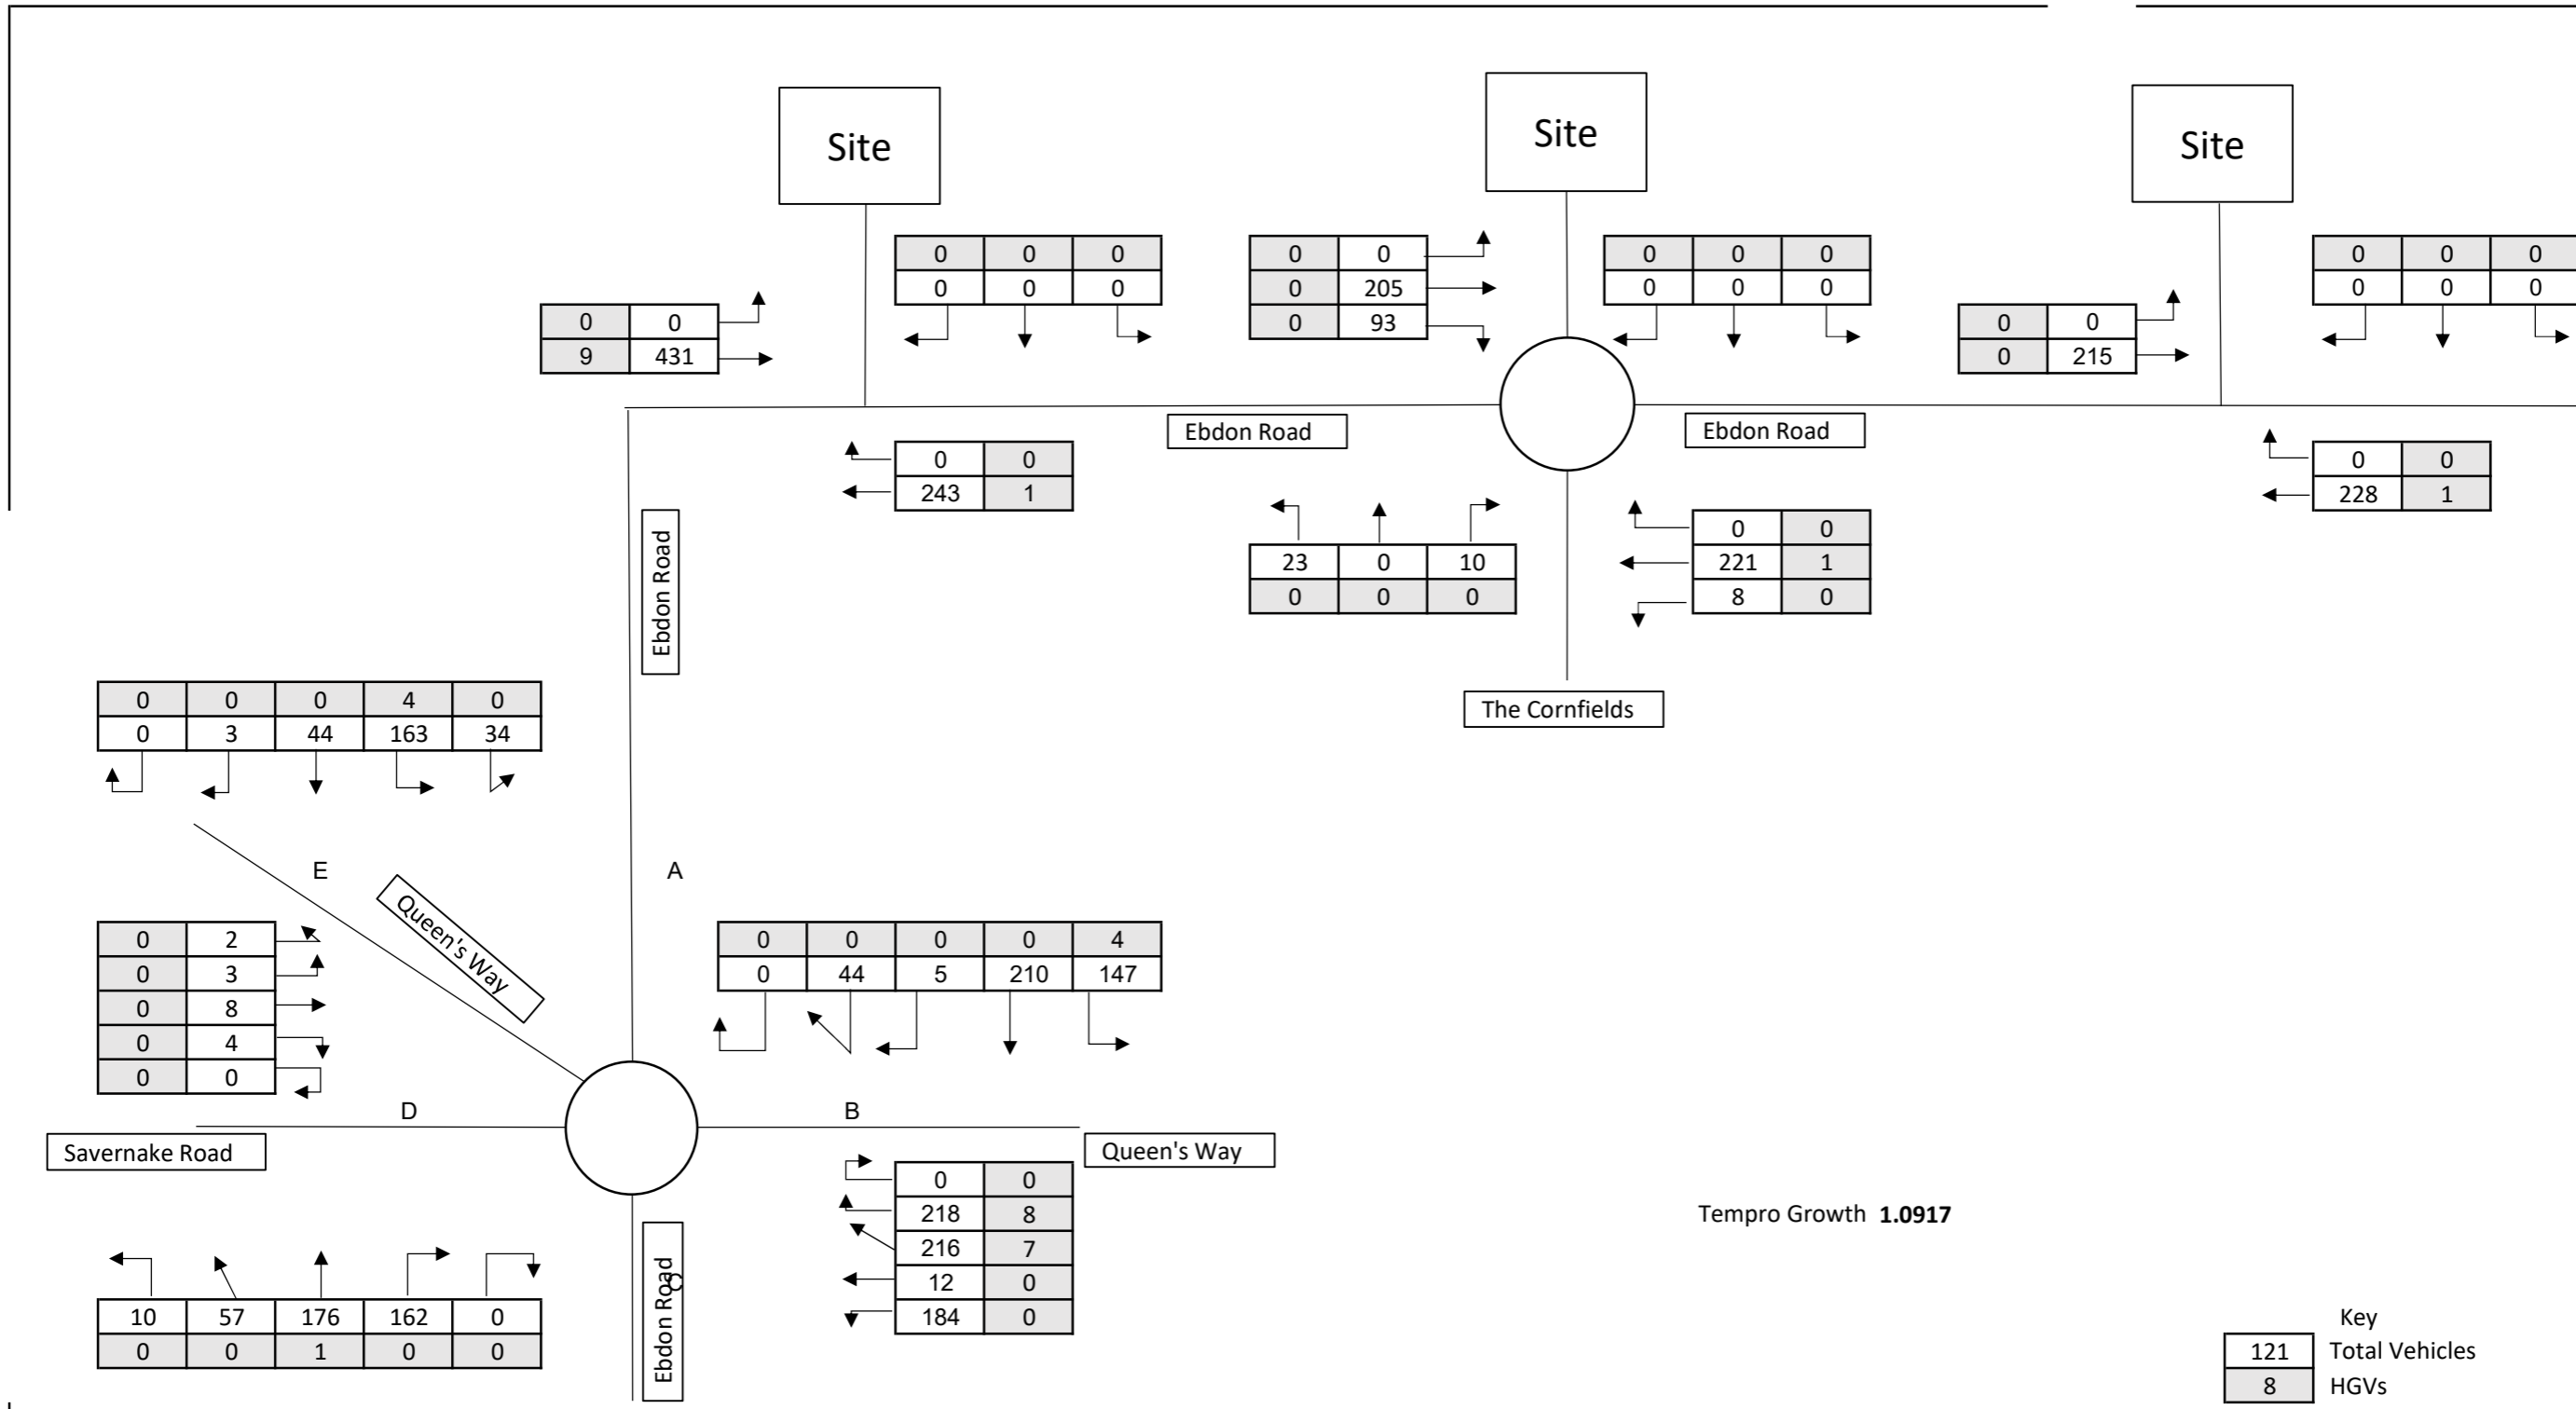 Site
Site
Site
0 0 0
0 0 0
0 0
9 431
0 0
0 205
0 93
0 0 0
0 0 0
0 0
0 215
0 0 0
0 0 0
Ebdon Road
Ebdon Road
0 0
243 1
0 0
228 1
Ebdon Road
23 0 10
0 0 0
0 0
221 1
8 0
The Cornfields
0 0 0 4 0
0 3 44 163 34
E
A
Queen's Way
0 2
0 3
0 8
0 4
0 0
0 0 0 0 4
0 44 5 210 147
D
B
Savernake Road
Queen's Way
0 0
218 8
216 7
12 0
184 0
Tempro Growth 1.0917
Ebdon Road
C
10 57 176 162 0
0 0 1 0 0
Key
121 Total Vehicles
8 HGVs